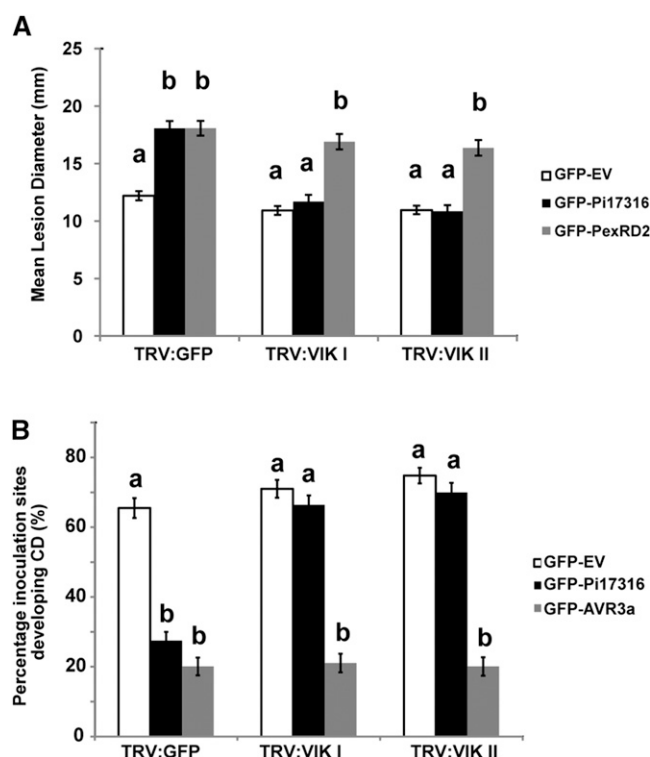 A
Mean Lesion Diameter (mm)
25
20
15
10
5
0
a
b
b
a
a
b
a
a
b
TRV:GFP
TRV:VIK I
TRV:VIK II
GFP-EV
GFP-Pi17316
GFP-PexRD2
B
Percentage inoculation sites
developing CD (%)
80
60
40
20
0
a
b
b
a
a
b
a
a
b
TRV:GFP
TRV:VIK I
TRV:VIK II
GFP-EV
GFP-Pi17316
GFP-AVR3a